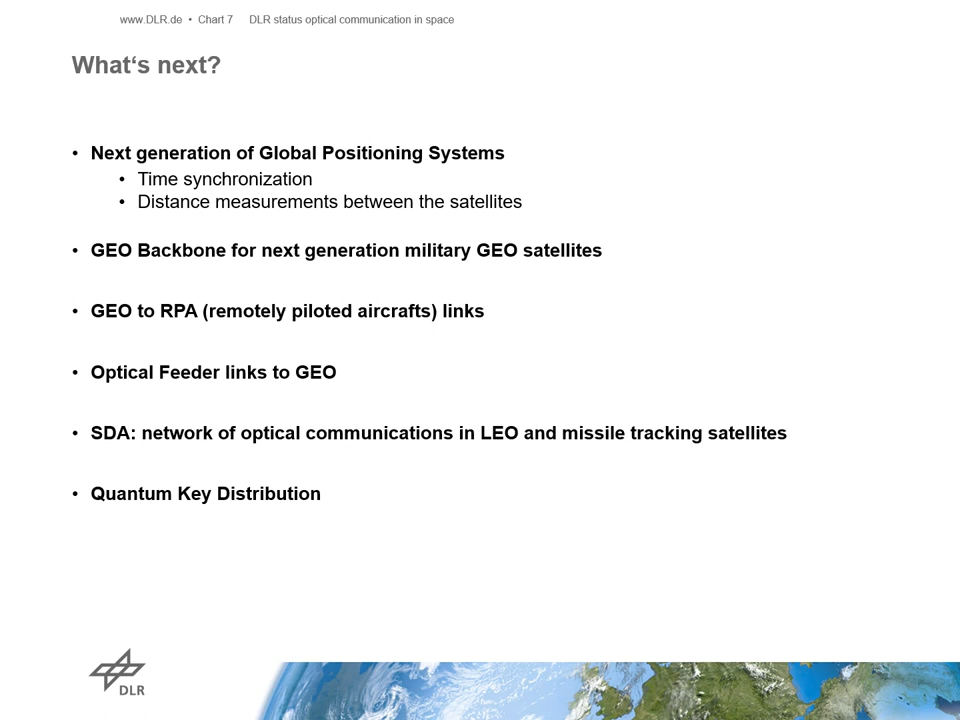 www.DLR.de • Chart 7 DLR status optical communication in space
What‘s next?
• Next generation of Global Positioning Systems
• Time synchronization
• Distance measurements between the satellites
• GEO Backbone for next generation military GEO satellites
• GEO to RPA (remotely piloted aircrafts) links
• Optical Feeder links to GEO
• SDA: network of optical communications in LEO and missile tracking satellites
• Quantum Key Distribution
DLR